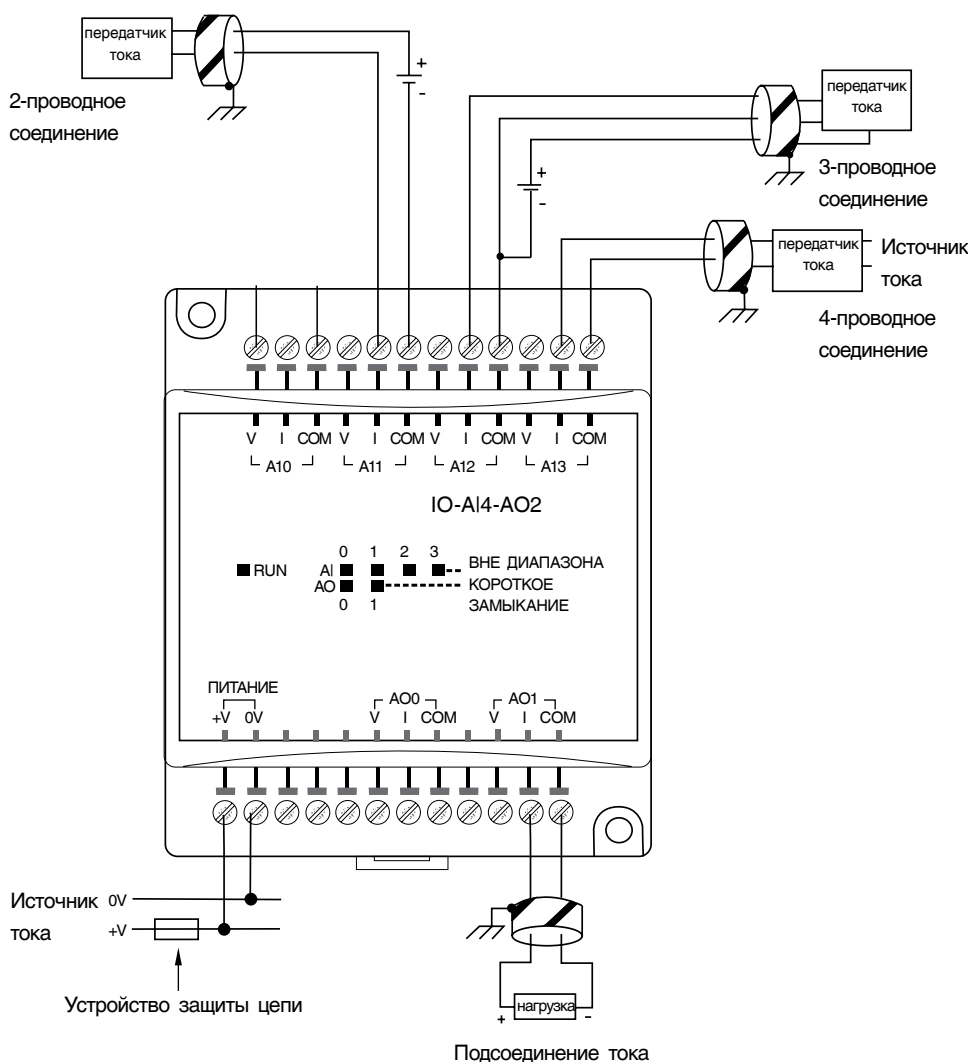 передатчик
тока
2-проводное
соединение
+
-
передатчик
тока
3-проводное
соединение
+
-
передатчик
тока
Источник
тока
4-проводное
соединение
V I COM V I COM V I COM V I COM
A10 A11 A12 A13
IO-AI4-AO2
0 1 2 3
RUN AI ВНЕ ДИАПАЗОНА
AO КОРОТКОЕ
0 1 ЗАМЫКАНИЕ
ПИТАНИЕ
AO0 AO1
+V 0V V I COM V I COM
Источник 0V
тока +V
Устройство защиты цепи
нагрузка
+ -
Подсоединение тока